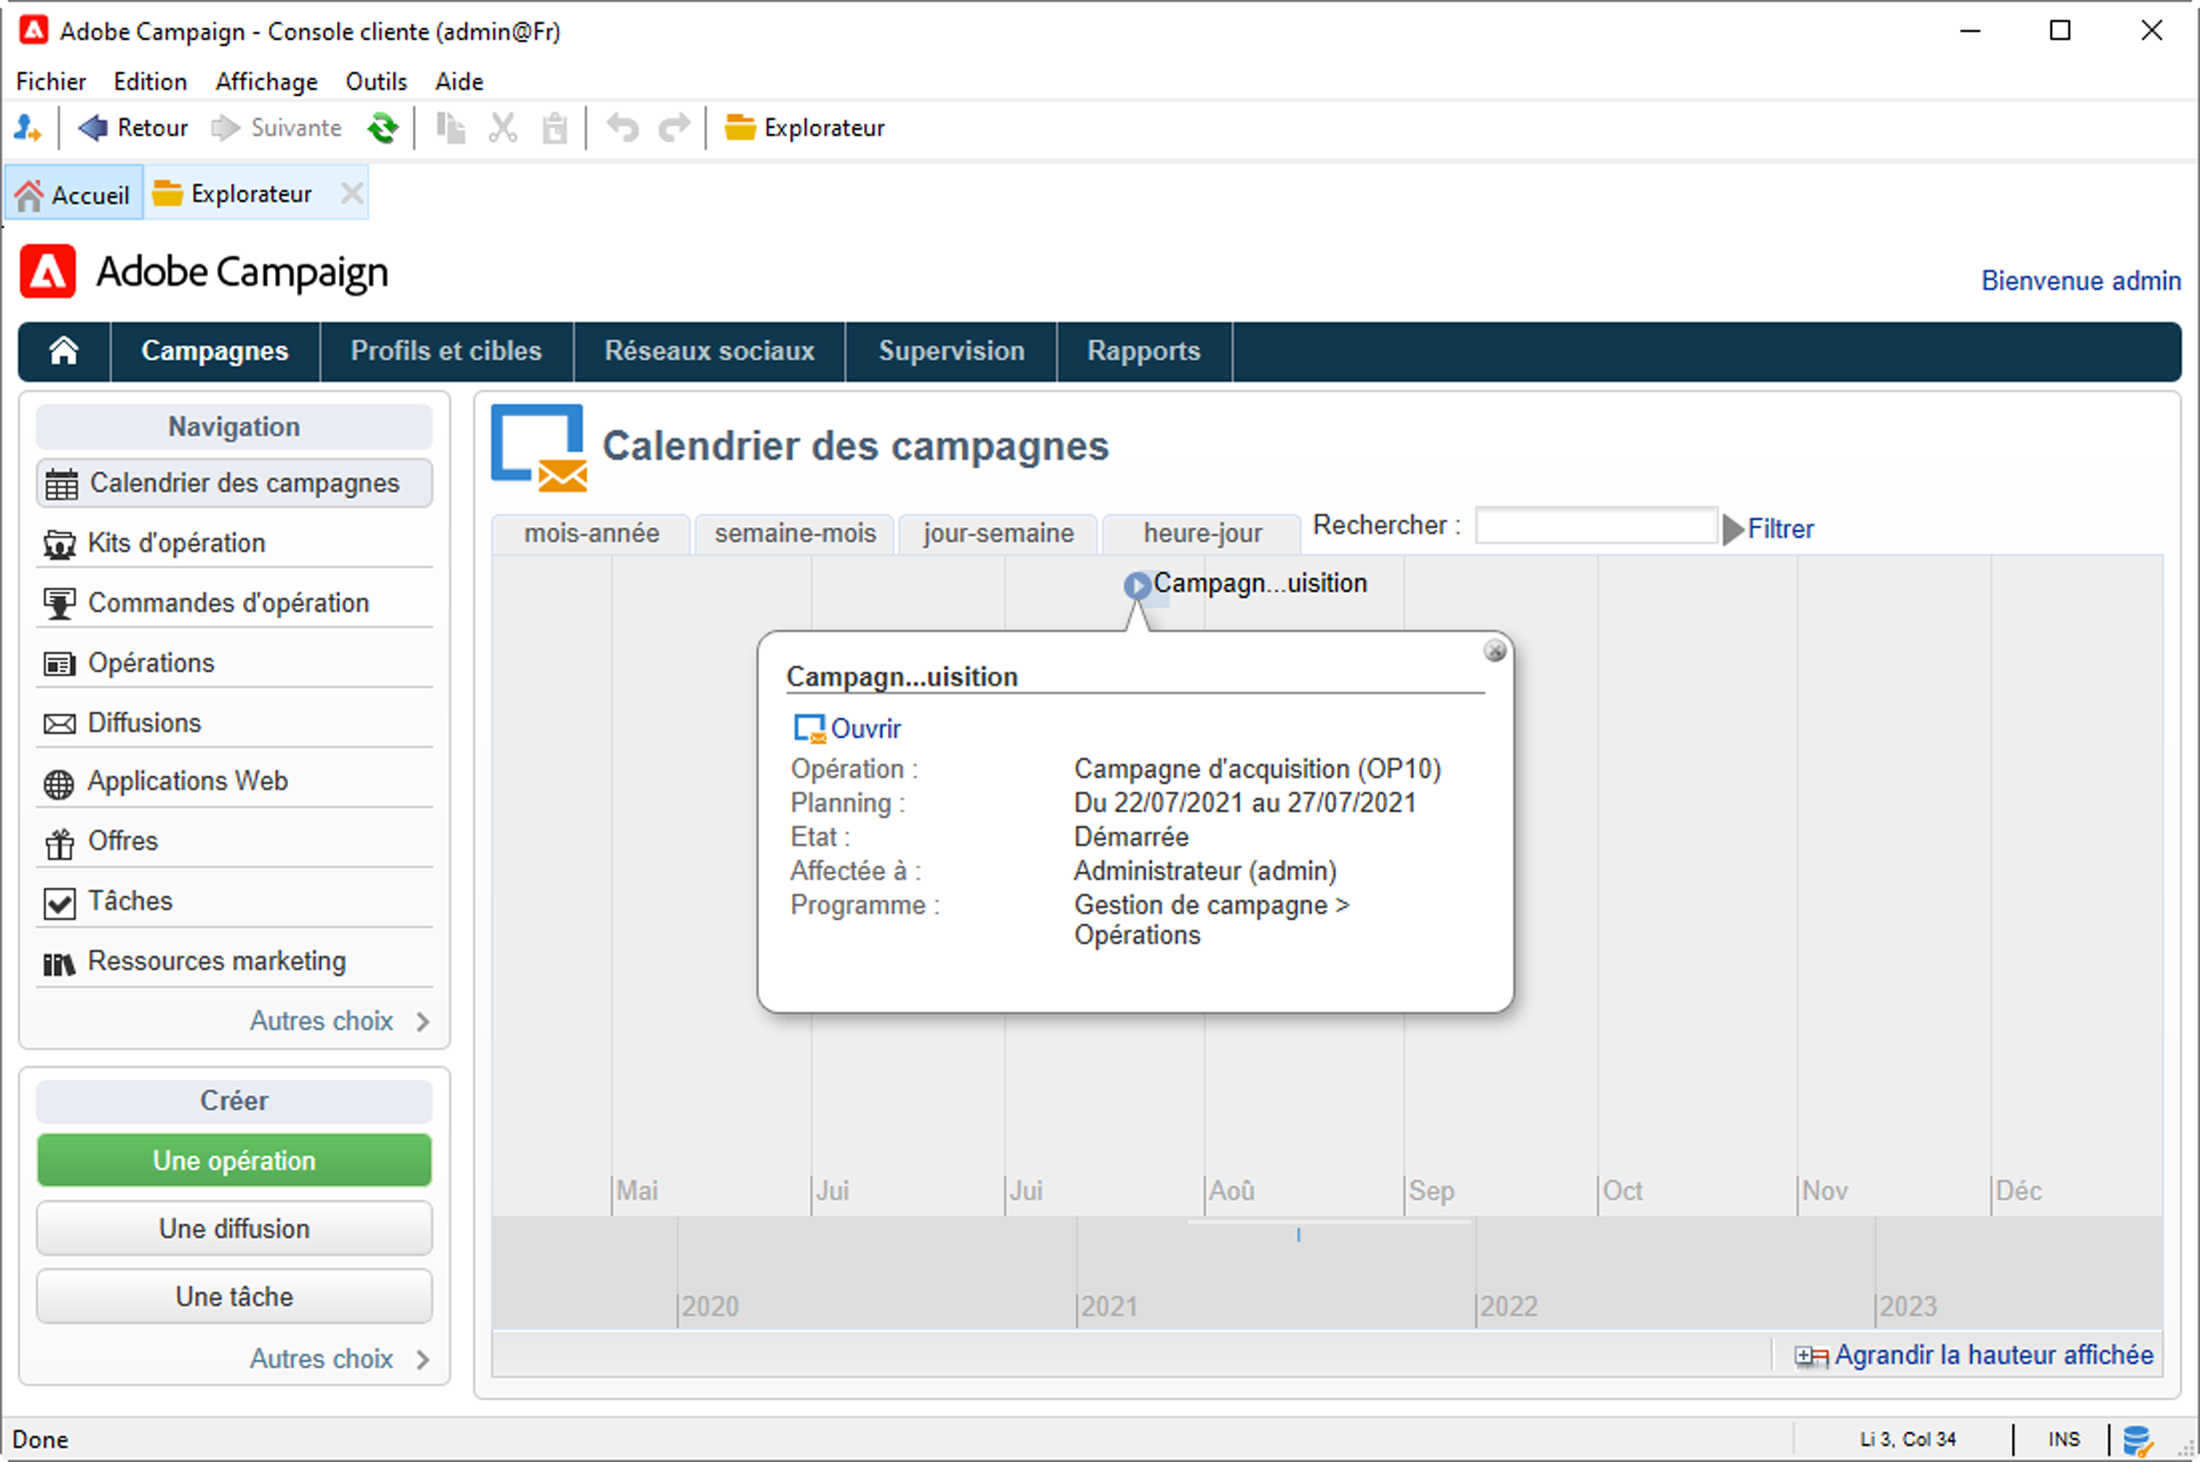 Adobe Campaign - Console cliente (admin@Fr)
Fichier Edition Affichage Outils Aide
Retour Suivante Explorateur
Accueil Explorateur
Adobe Campaign
Bienvenue admin
Campagnes Profils et cibles Réseaux sociaux Supervision Rapports
Navigation
Calendrier des campagnes
Kits d'opération
Commandes d'opération
Opérations
Diffusions
Applications Web
Offres
Tâches
Ressources marketing
Autres choix
Créer
Une opération
Une diffusion
Une tâche
Autres choix
Calendrier des campagnes
mois-année semaine-mois jour-semaine heure-jour Rechercher : Filtrer
Campagn...uisition
Campagn...uisition
Ouvrir
Opération : Campagne d'acquisition (OP10)
Planning : Du 22/07/2021 au 27/07/2021
Etat : Démarrée
Affectée à : Administrateur (admin)
Programme : Gestion de campagne >
Opérations
Mai Jui Jui Aoû Sep Oct Nov Déc
2020 2021 2022 2023
Agrandir la hauteur affichée
Done Li 3, Col 34 INS